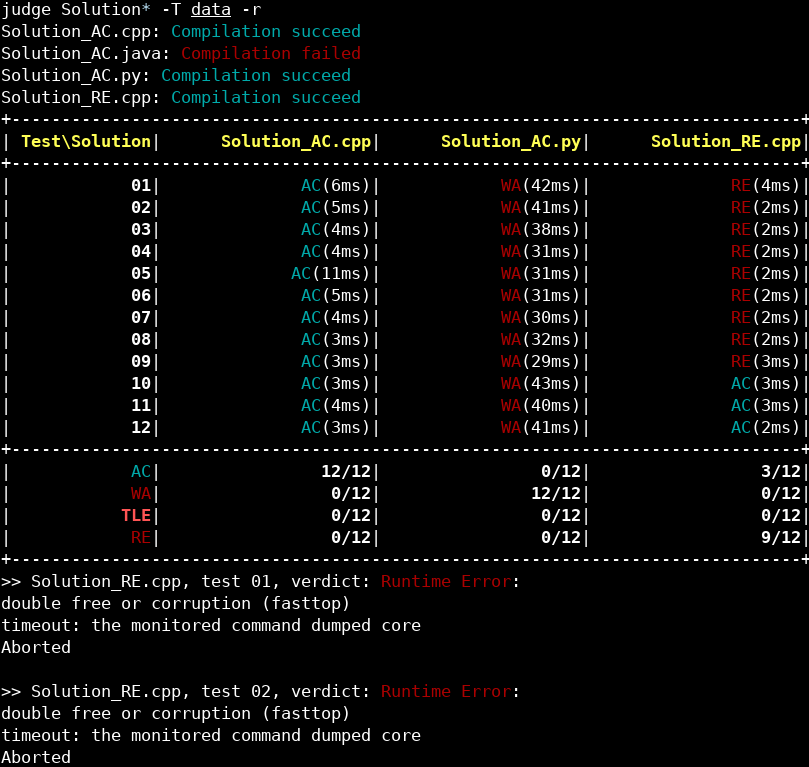 judge Solution* -T data -r
Solution_AC.cpp: Compilation succeed
Solution_AC.java: Compilation failed
Solution_AC.py: Compilation succeed
Solution_RE.cpp: Compilation succeed
+-------------------------------------------------------------------------------+
| Test\Solution|      Solution_AC.cpp|      Solution_AC.py|      Solution_RE.cpp|
+-------------------------------------------------------------------------------+
|            01|              AC(6ms)|            WA(42ms)|              RE(4ms)|
|            02|              AC(5ms)|            WA(41ms)|              RE(2ms)|
|            03|              AC(4ms)|            WA(38ms)|              RE(2ms)|
|            04|              AC(4ms)|            WA(31ms)|              RE(2ms)|
|            05|             AC(11ms)|            WA(31ms)|              RE(2ms)|
|            06|              AC(5ms)|            WA(31ms)|              RE(2ms)|
|            07|              AC(4ms)|            WA(30ms)|              RE(2ms)|
|            08|              AC(3ms)|            WA(32ms)|              RE(2ms)|
|            09|              AC(3ms)|            WA(29ms)|              RE(3ms)|
|            10|              AC(3ms)|            WA(43ms)|              AC(3ms)|
|            11|              AC(4ms)|            WA(40ms)|              AC(3ms)|
|            12|              AC(3ms)|            WA(41ms)|              AC(2ms)|
+-------------------------------------------------------------------------------+
|            AC|                12/12|                0/12|                 3/12|
|            WA|                 0/12|               12/12|                 0/12|
|           TLE|                 0/12|                0/12|                 0/12|
|            RE|                 0/12|                0/12|                 9/12|
+-------------------------------------------------------------------------------+
>> Solution_RE.cpp, test 01, verdict: Runtime Error:
double free or corruption (fasttop)
timeout: the monitored command dumped core
Aborted

>> Solution_RE.cpp, test 02, verdict: Runtime Error:
double free or corruption (fasttop)
timeout: the monitored command dumped core
Aborted